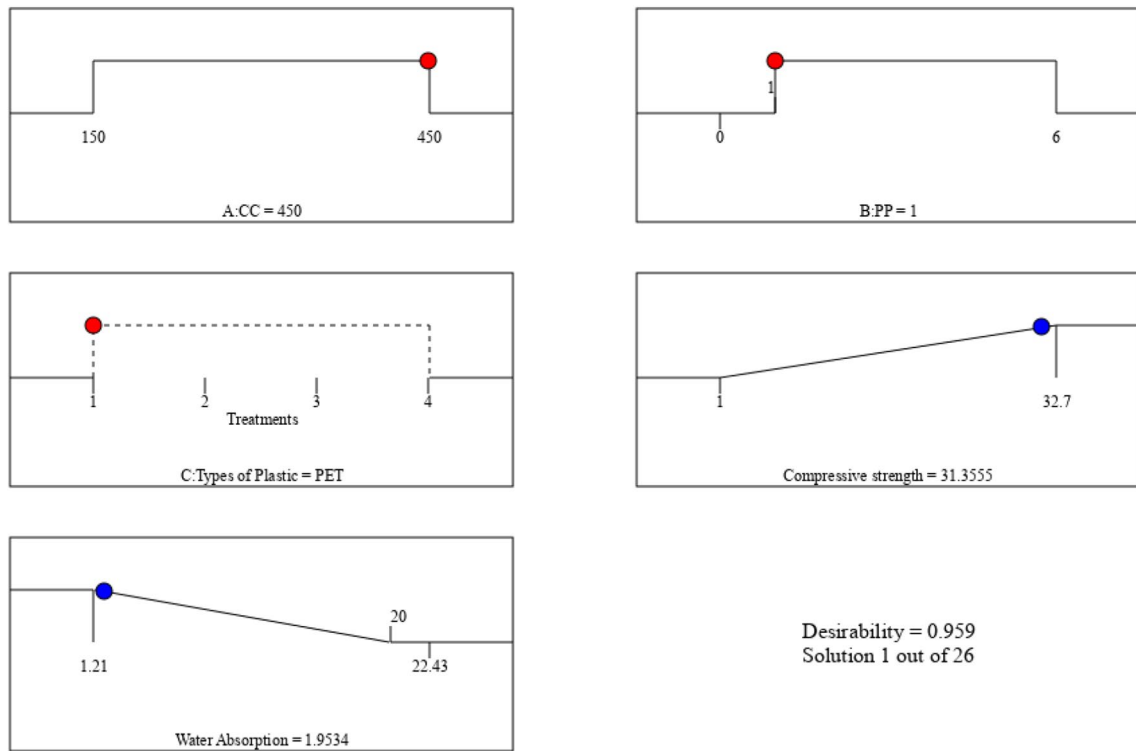 150 450
A:CC = 450
1
0 6
B:PP = 1
1 2 3 4
Treatments
C:Types of Plastic = PET
1 32.7
Compressive strength = 31.3555
20
1.21 22.43
Water Absorption = 1.9534
Desirability = 0.959
Solution 1 out of 26